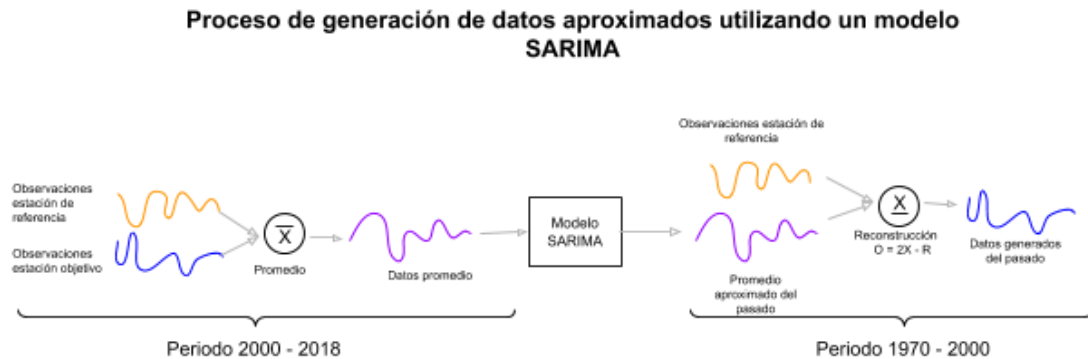 Proceso de generación de datos aproximados utilizando un modelo
SARIMA
Observaciones
estación de
referencia
Observaciones
estación objetivo
X
Promedio
Datos promedio
Modelo
SARIMA
Observaciones estación de
referencia
Promedio
aproximado del
pasado
X
Reconstrucción
O = 2X - R
Datos generados
del pasado
Periodo 2000 - 2018
Periodo 1970 - 2000